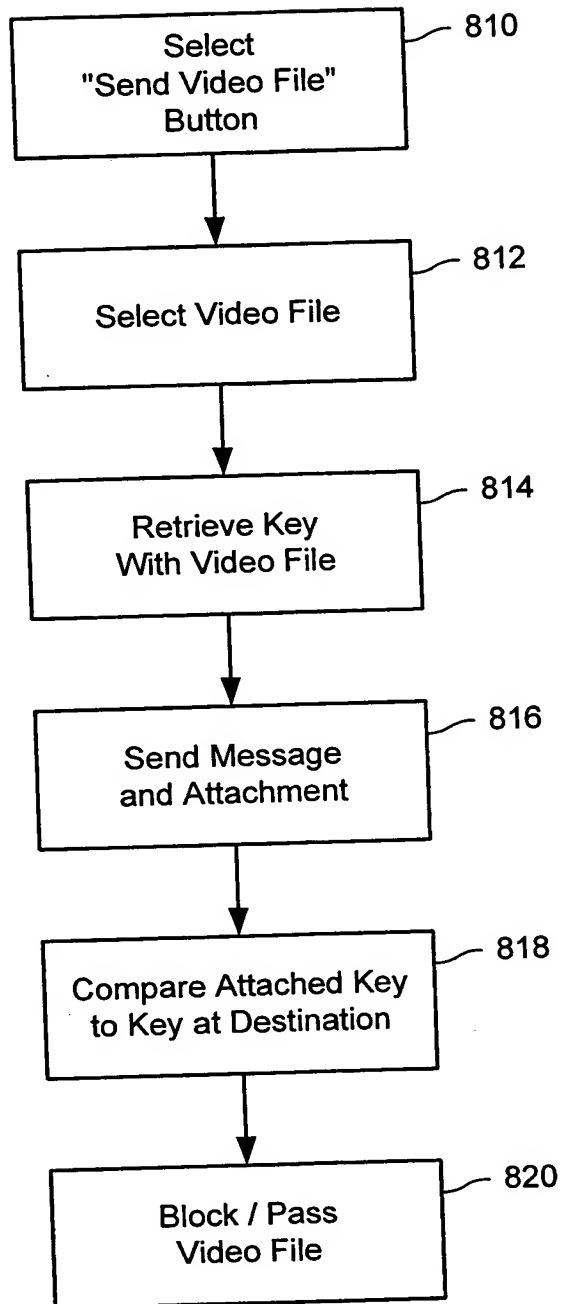 810
Select
"Send Video File"
Button
812
Select Video File
814
Retrieve Key
With Video File
816
Send Message
and Attachment
818
Compare Attached Key
to Key at Destination
820
Block / Pass
Video File